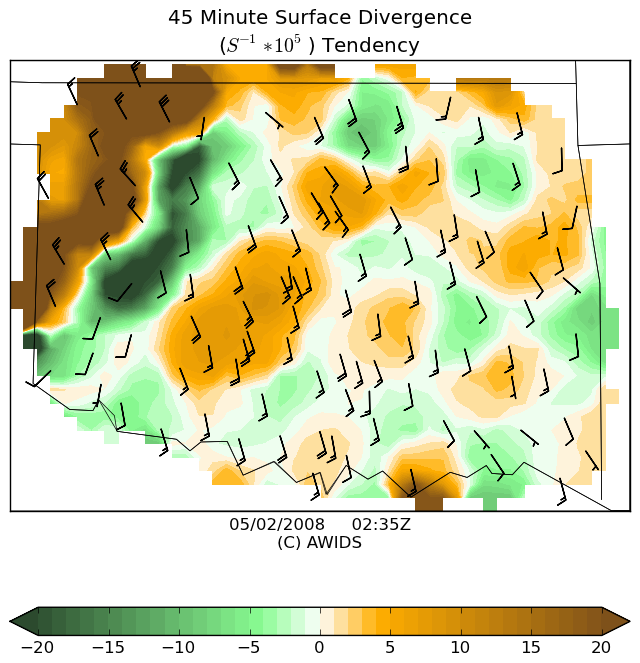 45 Minute Surface Divergence
(S⁻¹ * 10⁵ ) Tendency
05/02/2008 02:35Z
(C) AWIDS
−20 −15 −10 −5 0 5 10 15 20